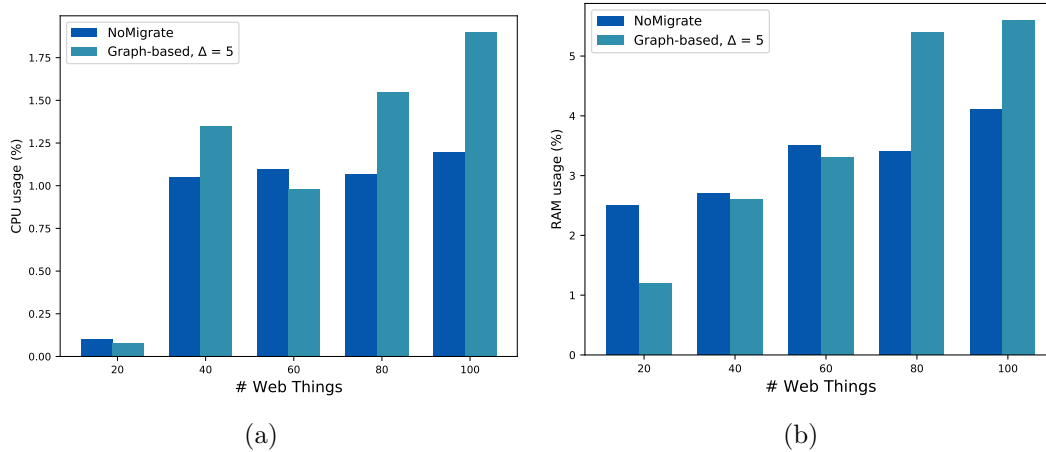 NoMigrate
Graph-based, Δ = 5
1.75
1.50
1.25
1.00
0.75
0.50
0.25
0.00
CPU usage (%)
20 40 60 80 100
# Web Things
(a)
NoMigrate
Graph-based, Δ = 5
5
4
3
2
1
0
RAM usage (%)
20 40 60 80 100
# Web Things
(b)